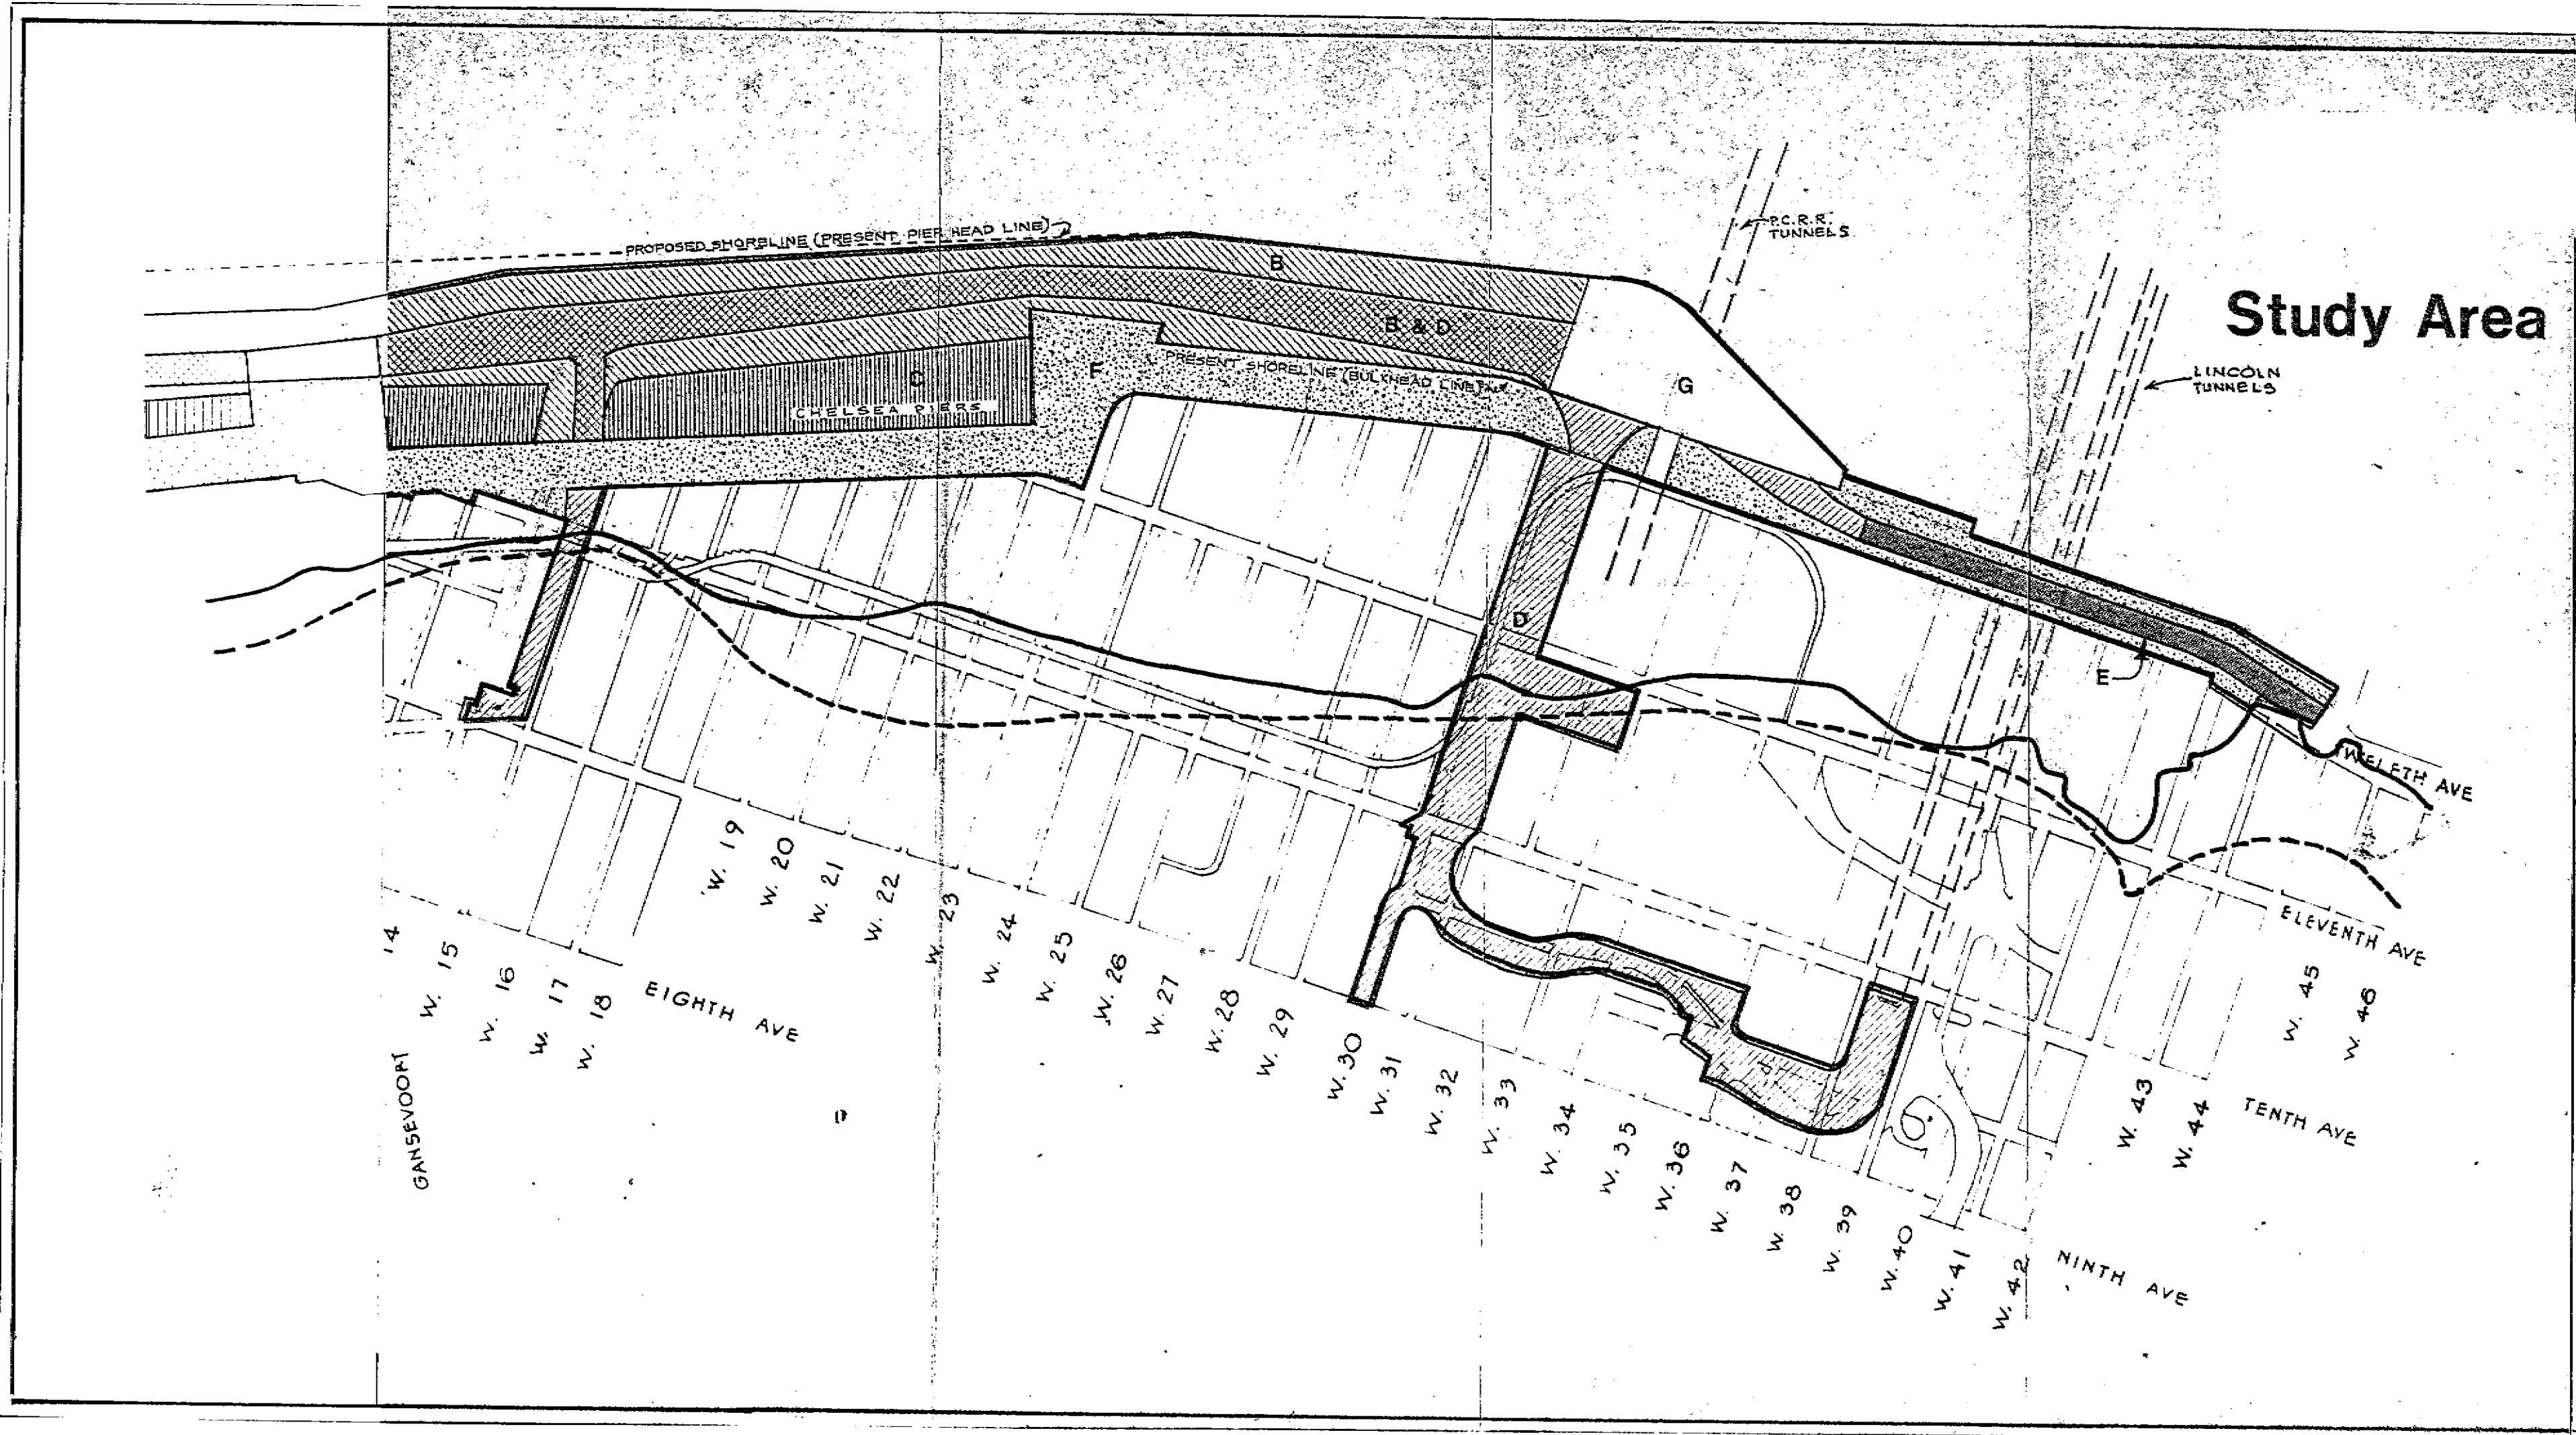 PROPOSED SHORELINE (PRESENT PIER HEAD LINE)
P.C.R.R.
TUNNELS
B
Study Area
B & D
PRESENT SHORELINE (BULKHEAD LINE)
LINCOLN
TUNNELS
C
F
G
CHELSEA PIERS
D
E
TWELFTH AVE
W. 19
W. 20
W. 21
W. 22
W. 23
W. 24
W. 25
W. 26
W. 27
W. 28
W. 29
W. 30
W. 31
W. 32
W. 33
W. 34
W. 35
W. 36
W. 37
W. 38
W. 39
W. 40
W. 41
W. 42
W. 43
W. 44
W. 45
W. 46
14
W. 15
W. 16
W. 17
W. 18
EIGHTH AVE
ELEVENTH AVE
TENTH AVE
NINTH AVE
GANSEVOORT